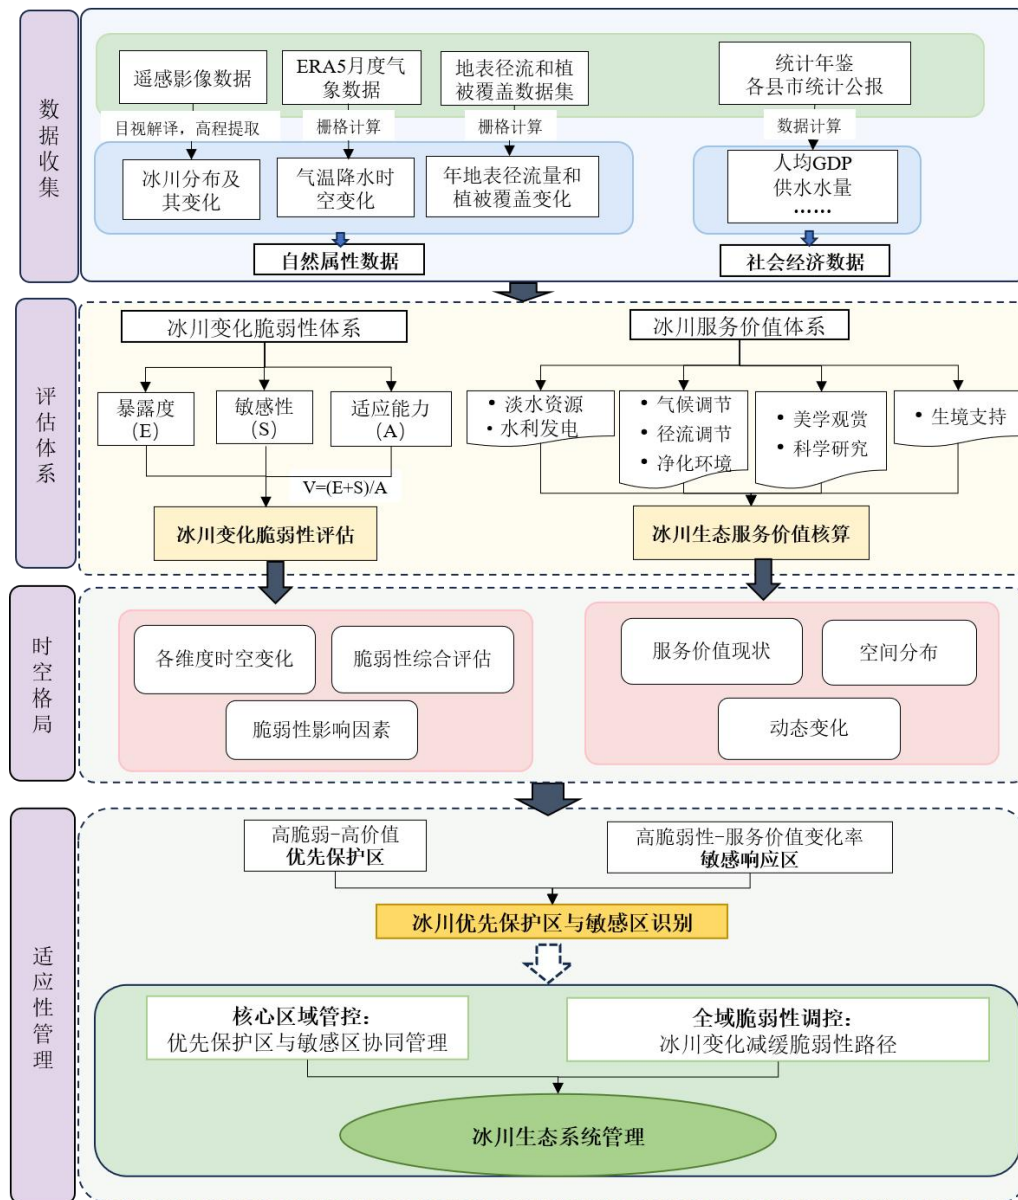 数据收集
遥感影像数据
ERA5月度气
象数据
地表径流和植
被覆盖数据集
统计年鉴
各县市统计公报
目视解译，高程提取
栅格计算
栅格计算
数据计算
冰川分布及
其变化
气温降水时
空变化
年地表径流量和
植被覆盖变化
人均GDP
供水水量
……
自然属性数据
社会经济数据
评估体系
冰川变化脆弱性体系
冰川服务价值体系
暴露度
（E）
敏感性
（S）
适应能力
（A）
• 淡水资源
• 水利发电
• 气候调节
• 径流调节
• 净化环境
• 美学观赏
• 科学研究
• 生境支持
V=(E+S)/A
冰川变化脆弱性评估
冰川生态服务价值核算
时空格局
各维度时空变化
脆弱性综合评估
脆弱性影响因素
服务价值现状
空间分布
动态变化
适应性管理
高脆弱-高价值
优先保护区
高脆弱性-服务价值变化率
敏感响应区
冰川优先保护区与敏感区识别
核心区域管控：
优先保护区与敏感区协同管理
全域脆弱性调控：
冰川变化减缓脆弱性路径
冰川生态系统管理